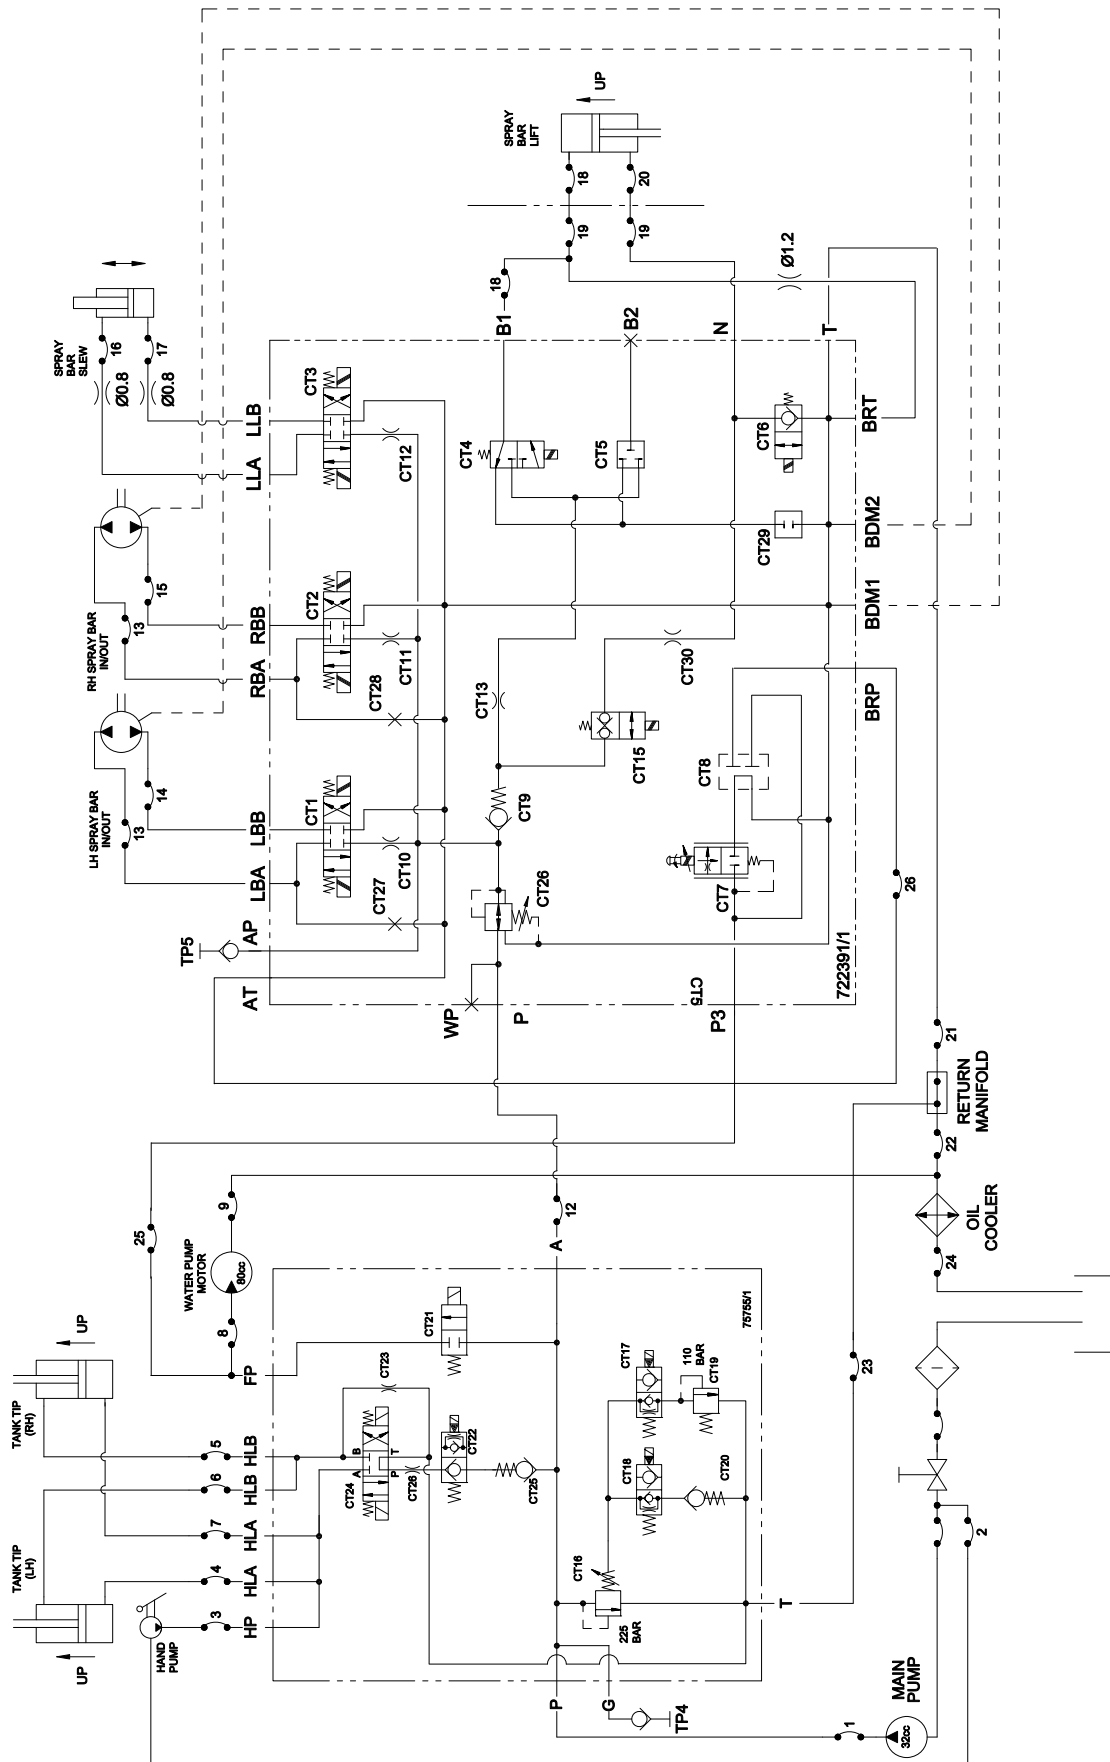 UP
TANK TIP
(LH)
TANK TIP
(RH)
UP
HAND
PUMP
3
4
7
6
5
HP
HLA
HLA
HLB
HLB
FP
WATER PUMP
MOTOR
8
80cc
9
25
SPRAY
BAR
SLEW
16
17
Ø0.8
Ø0.8
LH SPRAY BAR
IN/OUT
13
14
RH SPRAY BAR
IN/OUT
13
15
TP5
AT
AP
LBA
LBB
RBA
RBB
LLA
LLB
CT1
CT2
CT3
CT27
CT10
CT28
CT11
CT12
CT24
A
B
P
T
CT26
CT23
CT22
CT21
CT25
WP
P
CT9
CT13
CT4
B1
18
SPRAY
BAR
LIFT
UP
19
18
19
20
CT26
P
G
TP4
A
12
CT16
225
BAR
CT18
CT17
CT20
110
BAR
CT19
75755/1
CT15
CT5
B2
CT30
CT5
P3
CT7
CT8
CT6
N
CT29
Ø1.2
T
722391/1
BRP
BDM1
BDM2
BRT
T
23
26
1
MAIN
PUMP
32cc
2
24
OIL
COOLER
22
RETURN
MANIFOLD
21